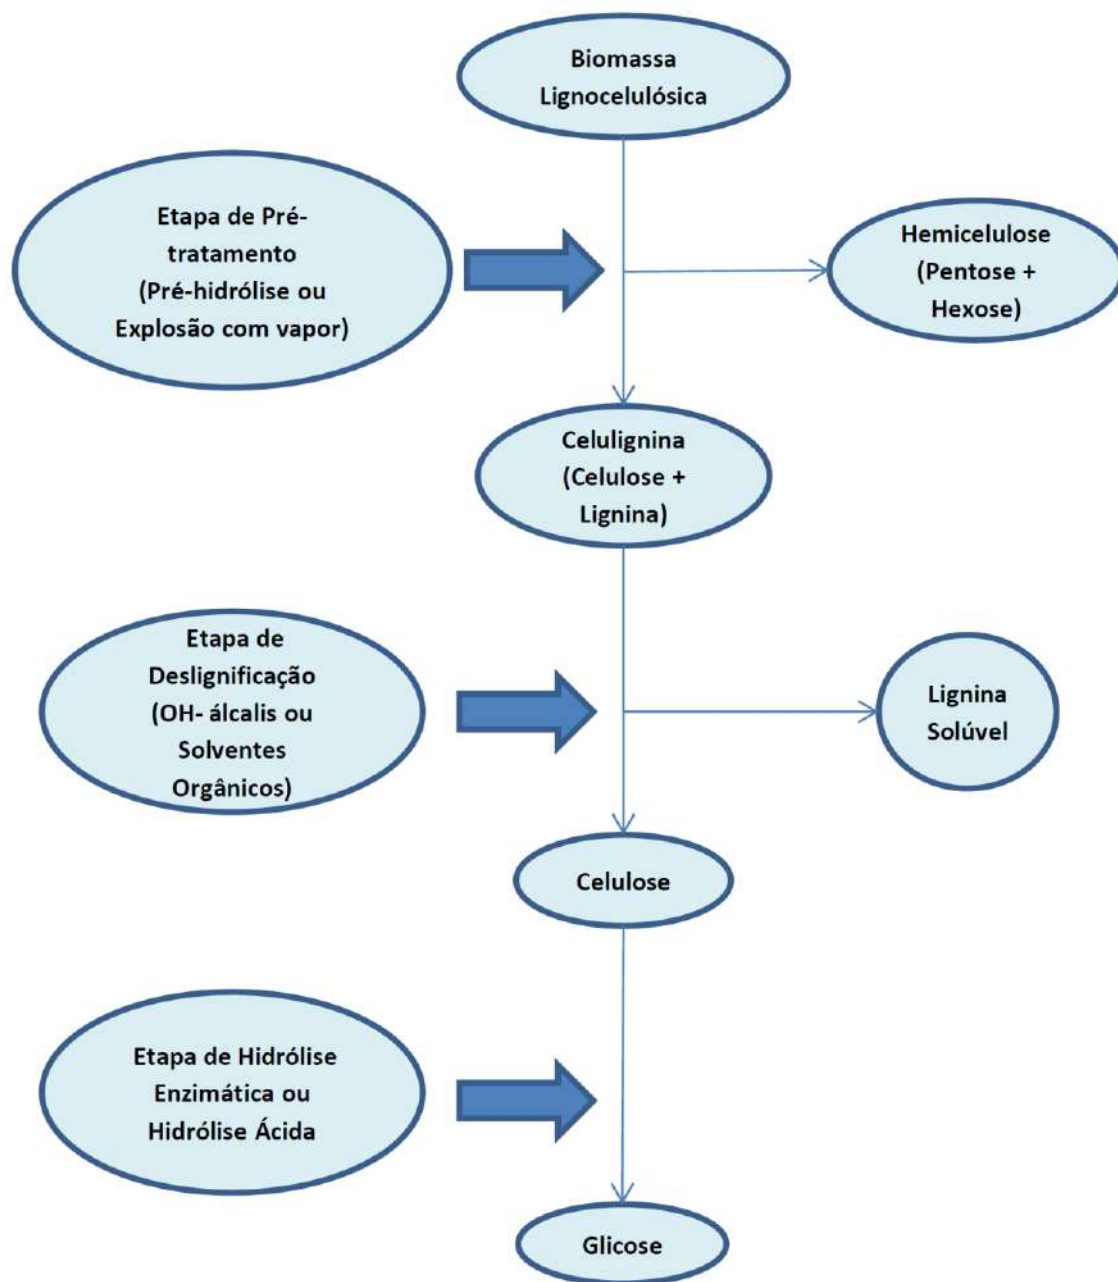 Biomassa
Lignocelulósica
Etapa de Pré-
tratamento
(Pré-hidrólise ou
Explosão com vapor)
Hemicelulose
(Pentose +
Hexose)
Celulignina
(Celulose +
Lignina)
Etapa de
Deslignificação
(OH- álcalis ou
Solventes
Orgânicos)
Lignina
Solúvel
Celulose
Etapa de Hidrólise
Enzimática ou
Hidrólise Ácida
Glicose